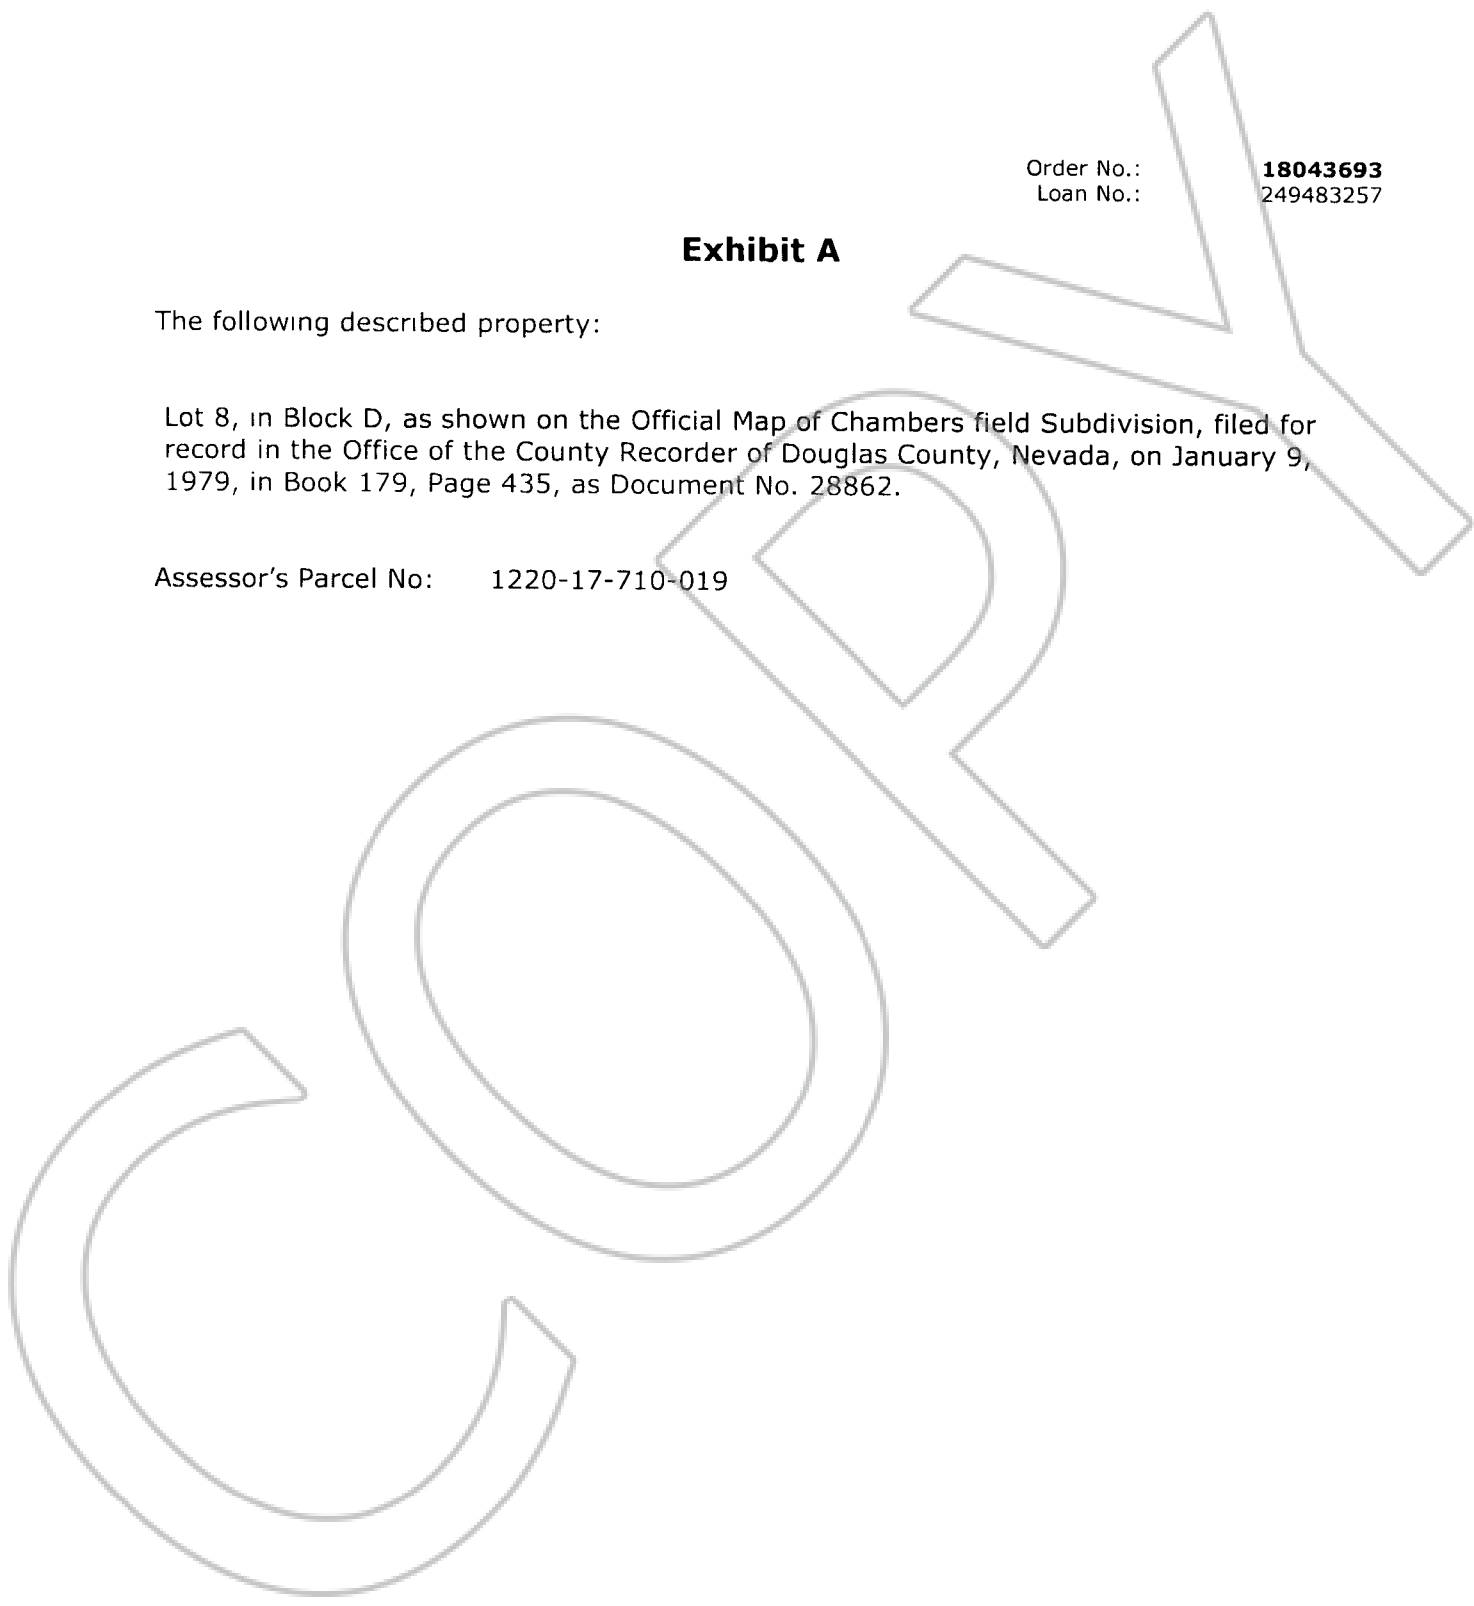 Order No.: 18043693
Loan No.: 249483257
Exhibit A
The following described property:
Lot 8, in Block D, as shown on the Official Map of Chambers field Subdivision, filed for
record in the Office of the County Recorder of Douglas County, Nevada, on January 9,
1979, in Book 179, Page 435, as Document No. 28862.
Assessor's Parcel No: 1220-17-710-019
COPY